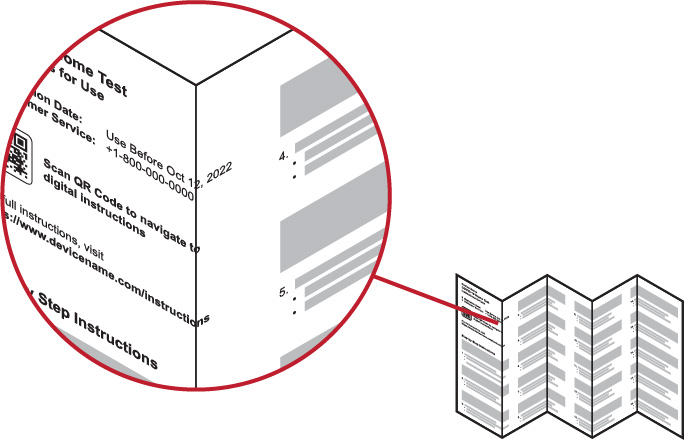 ome Test
s for Use
ion Date: Use Before Oct 12, 2022
mer Service: +1-800-000-0000
Scan QR Code to navigate to
digital instructions
ull instructions, visit
s://www.devicename.com/instructions
y Step Instructions
4.
5.